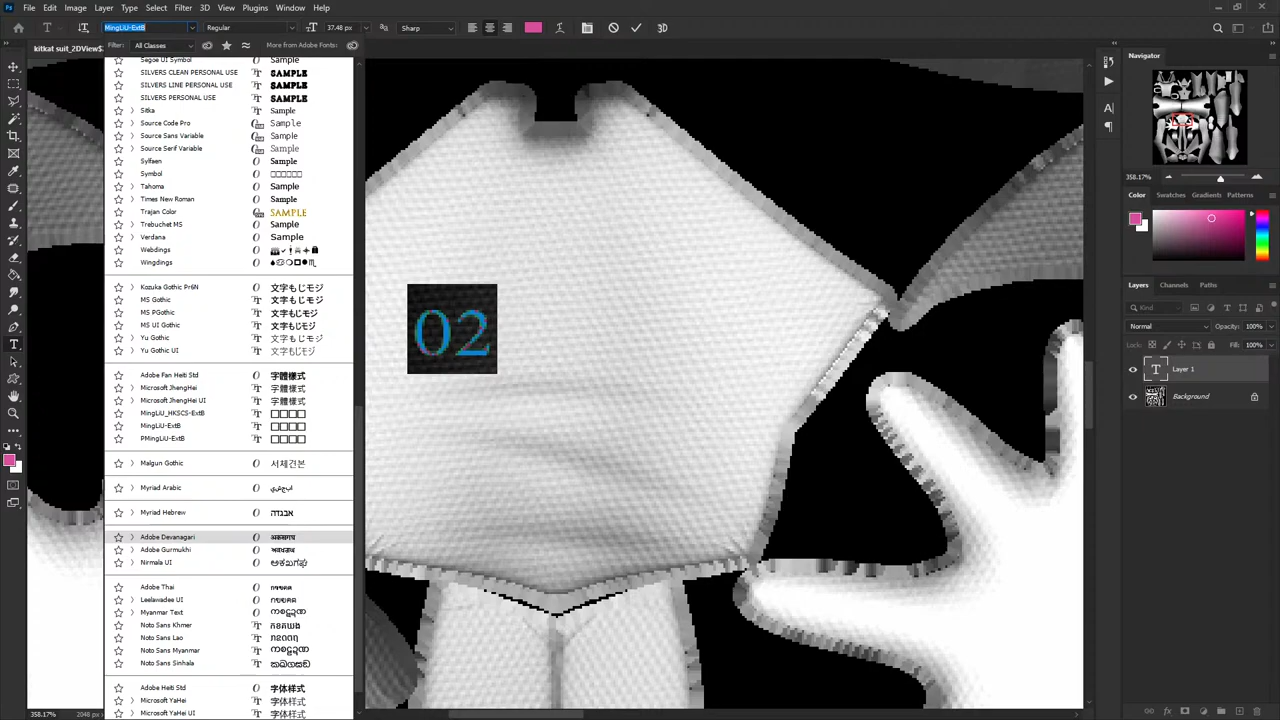 File Edit Image Layer Type Select Filter 3D View Plugins Window Help
MingLiU-ExtB Regular 37.48 px Sharp 3D
kitkat suit_2DView
Filter: All Classes More from Adobe Fonts:
Segoe UI Symbol Sample
SILVERS CLEAN PERSONAL USE SAMPLE
SILVERS LINE PERSONAL USE SAMPLE
SILVERS PERSONAL USE SAMPLE
Sitka Sample
Source Code Pro Sample
Source Sans Variable Sample
Source Serif Variable Sample
Sylfaen Sample
Symbol
Tahoma Sample
Times New Roman Sample
Trajan Color SAMPLE
Trebuchet MS Sample
Verdana Sample
Webdings
Wingdings
Kozuka Gothic Pr6N 文字もじモジ
MS Gothic 文字もじモジ
MS PGothic 文字もじモジ
MS UI Gothic 文字もじモジ
Yu Gothic 文字もじモジ
Yu Gothic UI 文字もじモジ
Adobe Fan Heiti Std 字體樣式
Microsoft JhengHei 字體樣式
Microsoft JhengHei UI 字體樣式
MingLiU_HKSCS-ExtB
MingLiU-ExtB
PMingLiU-ExtB
Malgun Gothic 서체견본
Myriad Arabic
Myriad Hebrew אבגדה
Adobe Devanagari
Adobe Gurmukhi
Nirmala UI
Adobe Thai
Leelawadee UI
Myanmar Text
Noto Sans Khmer
Noto Sans Lao
Noto Sans Myanmar
Noto Sans Sinhala
Adobe Heiti Std 字体样式
Microsoft YaHei 字体样式
Microsoft YaHei UI 字体样式
02
Navigator
358.17%
Color Swatches Gradients Patterns
Layers Channels Paths
Kind
Normal Opacity: 100%
Lock: Fill: 100%
T Layer 1
Background
358.17% 2048 px